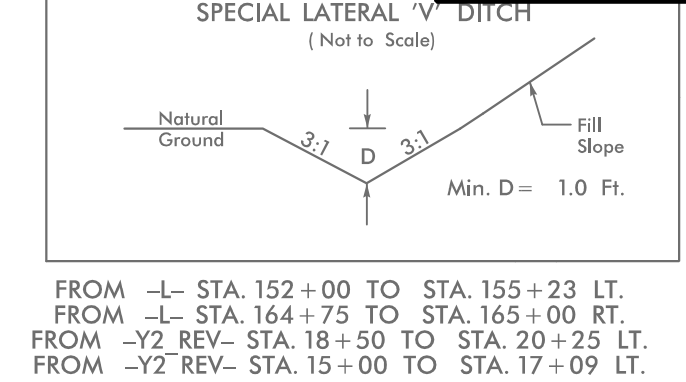 SPECIAL LATERAL 'V' DITCH
( Not to Scale)
Natural
Ground
3:1
D
3:1
Fill
Slope
Min. D = 1.0 Ft.
FROM –L– STA. 152+00 TO STA. 155+23 LT.
FROM –L– STA. 164+75 TO STA. 165+00 RT.
FROM –Y2_REV– STA. 18+50 TO STA. 20+25 LT.
FROM –Y2_REV– STA. 15+00 TO STA. 17+09 LT.